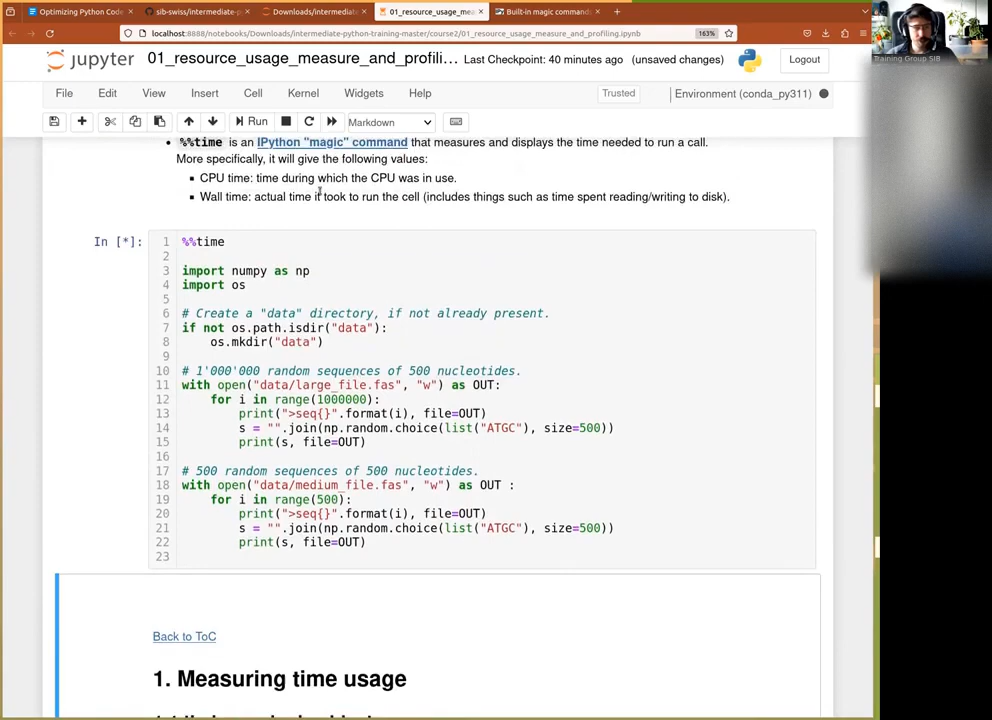 Optimizing Python Code
sib-swiss/intermediate-p
Downloads/intermediate
01_resource_usage_mea
Built-in magic command
localhost:8888/notebooks/Downloads/intermediate-python-training-master/course2/01_resource_usage_measure_and_profiling.ipynb
163%
Training Group SIB
jupyter 01_resource_usage_measure_and_profili... Last Checkpoint: 40 minutes ago (unsaved changes) Logout
File Edit View Insert Cell Kernel Widgets Help Trusted Environment (conda_py311)
Run Markdown
%%time is an IPython "magic" command that measures and displays the time needed to run a call.
More specifically, it will give the following values:
CPU time: time during which the CPU was in use.
Wall time: actual time it took to run the cell (includes things such as time spent reading/writing to disk).
In [*]:
1 %%time
2
3 import numpy as np
4 import os
5
6 # Create a "data" directory, if not already present.
7 if not os.path.isdir("data"):
8 os.mkdir("data")
9
10 # 1'000'000 random sequences of 500 nucleotides.
11 with open("data/large_file.fas", "w") as OUT:
12 for i in range(1000000):
13 print(">seq{}".format(i), file=OUT)
14 s = "".join(np.random.choice(list("ATGC"), size=500))
15 print(s, file=OUT)
16
17 # 500 random sequences of 500 nucleotides.
18 with open("data/medium_file.fas", "w") as OUT :
19 for i in range(500):
20 print(">seq{}".format(i), file=OUT)
21 s = "".join(np.random.choice(list("ATGC"), size=500))
22 print(s, file=OUT)
23
Back to ToC
1. Measuring time usage